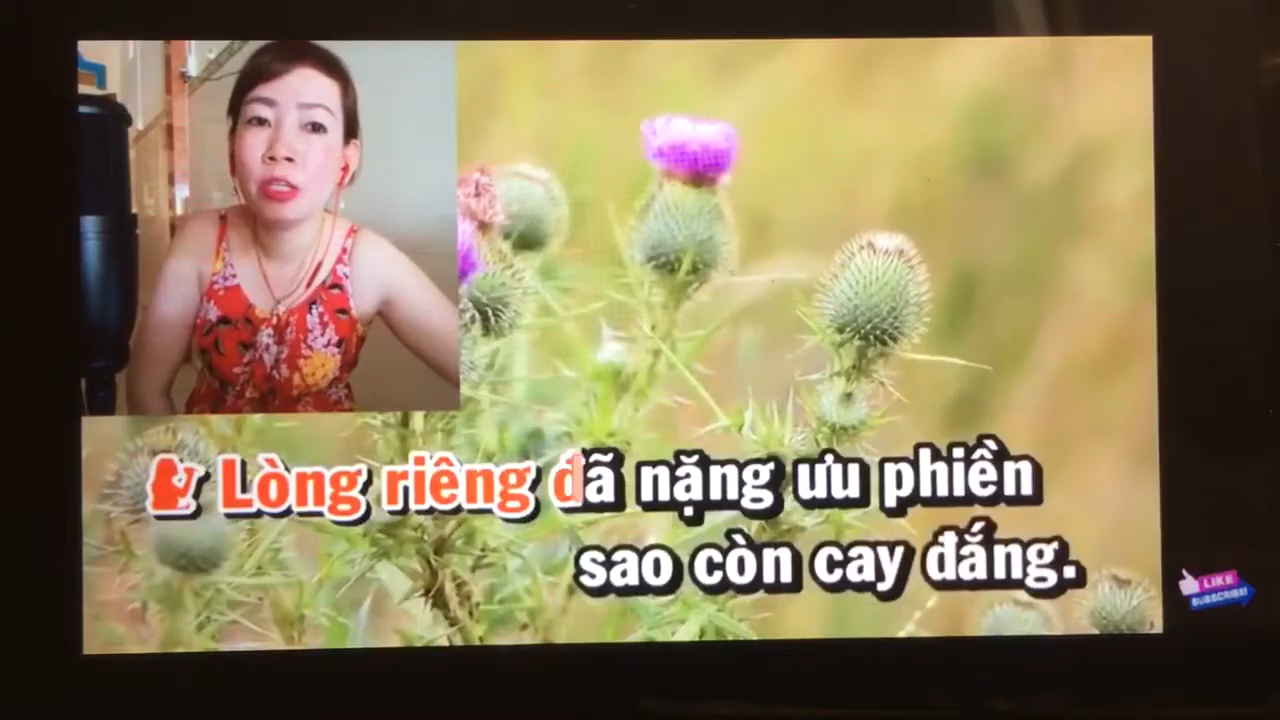 Lòng riêng đã nặng ưu phiền
sao còn cay đắng.
LIKE
SUBSCRIBE!